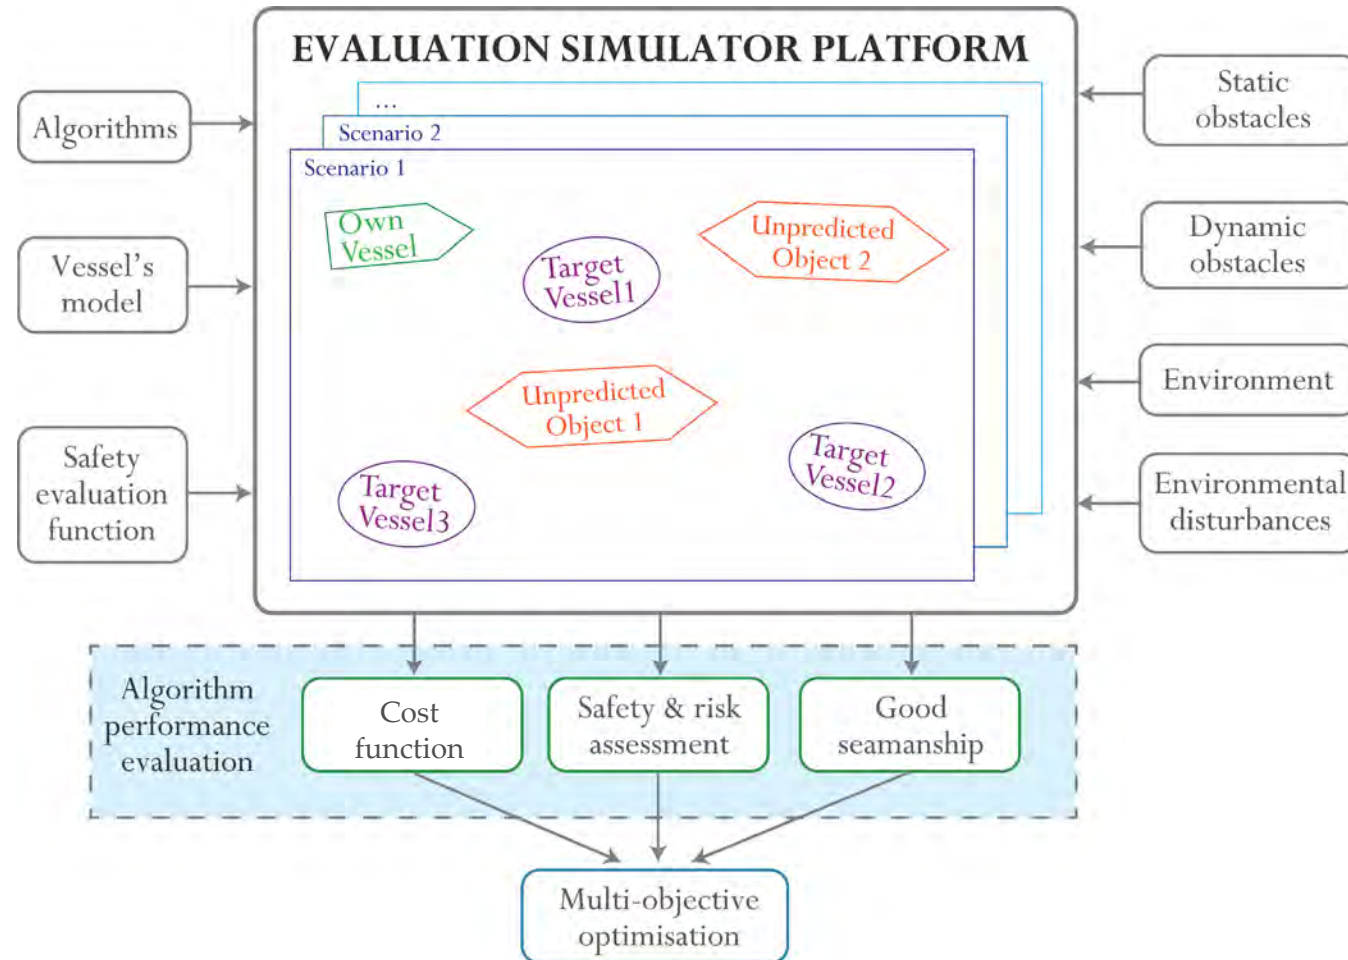 EVALUATION SIMULATOR PLATFORM
...
Scenario 2
Scenario 1
Own
Vessel
Target
Vessel1
Unpredicted
Object 2
Unpredicted
Object 1
Target
Vessel2
Target
Vessel3
Algorithms
Vessel's
model
Safety
evaluation
function
Static
obstacles
Dynamic
obstacles
Environment
Environmental
disturbances
Algorithm
performance
evaluation
Cost
function
Safety & risk
assessment
Good
seamanship
Multi-objective
optimisation